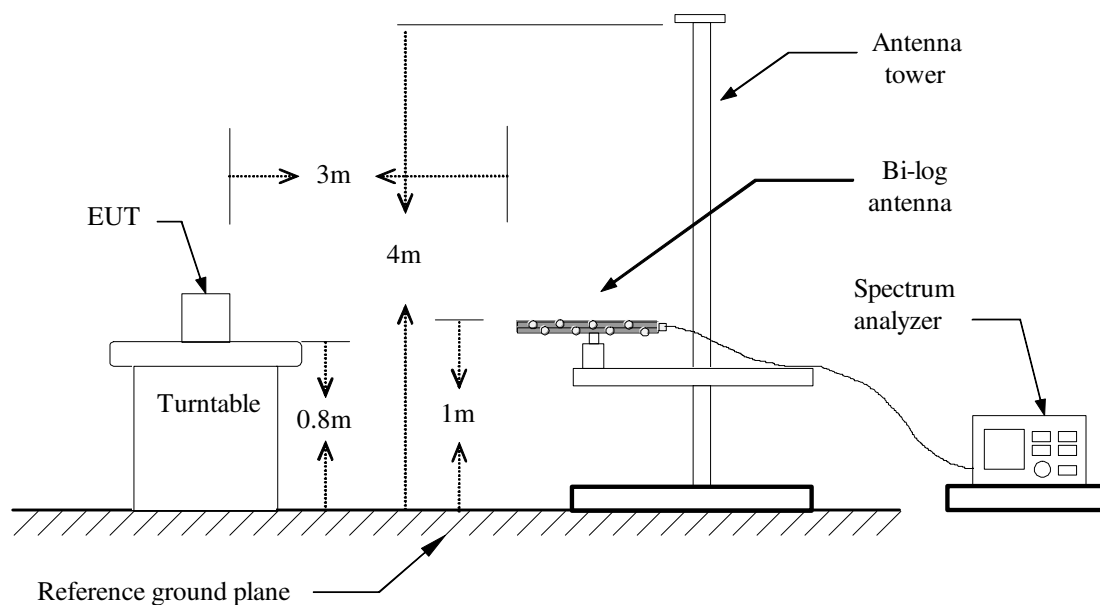 Antenna
tower
3m
Bi-log
antenna
EUT
4m
Spectrum
analyzer
Turntable
0.8m
1m
Reference ground plane